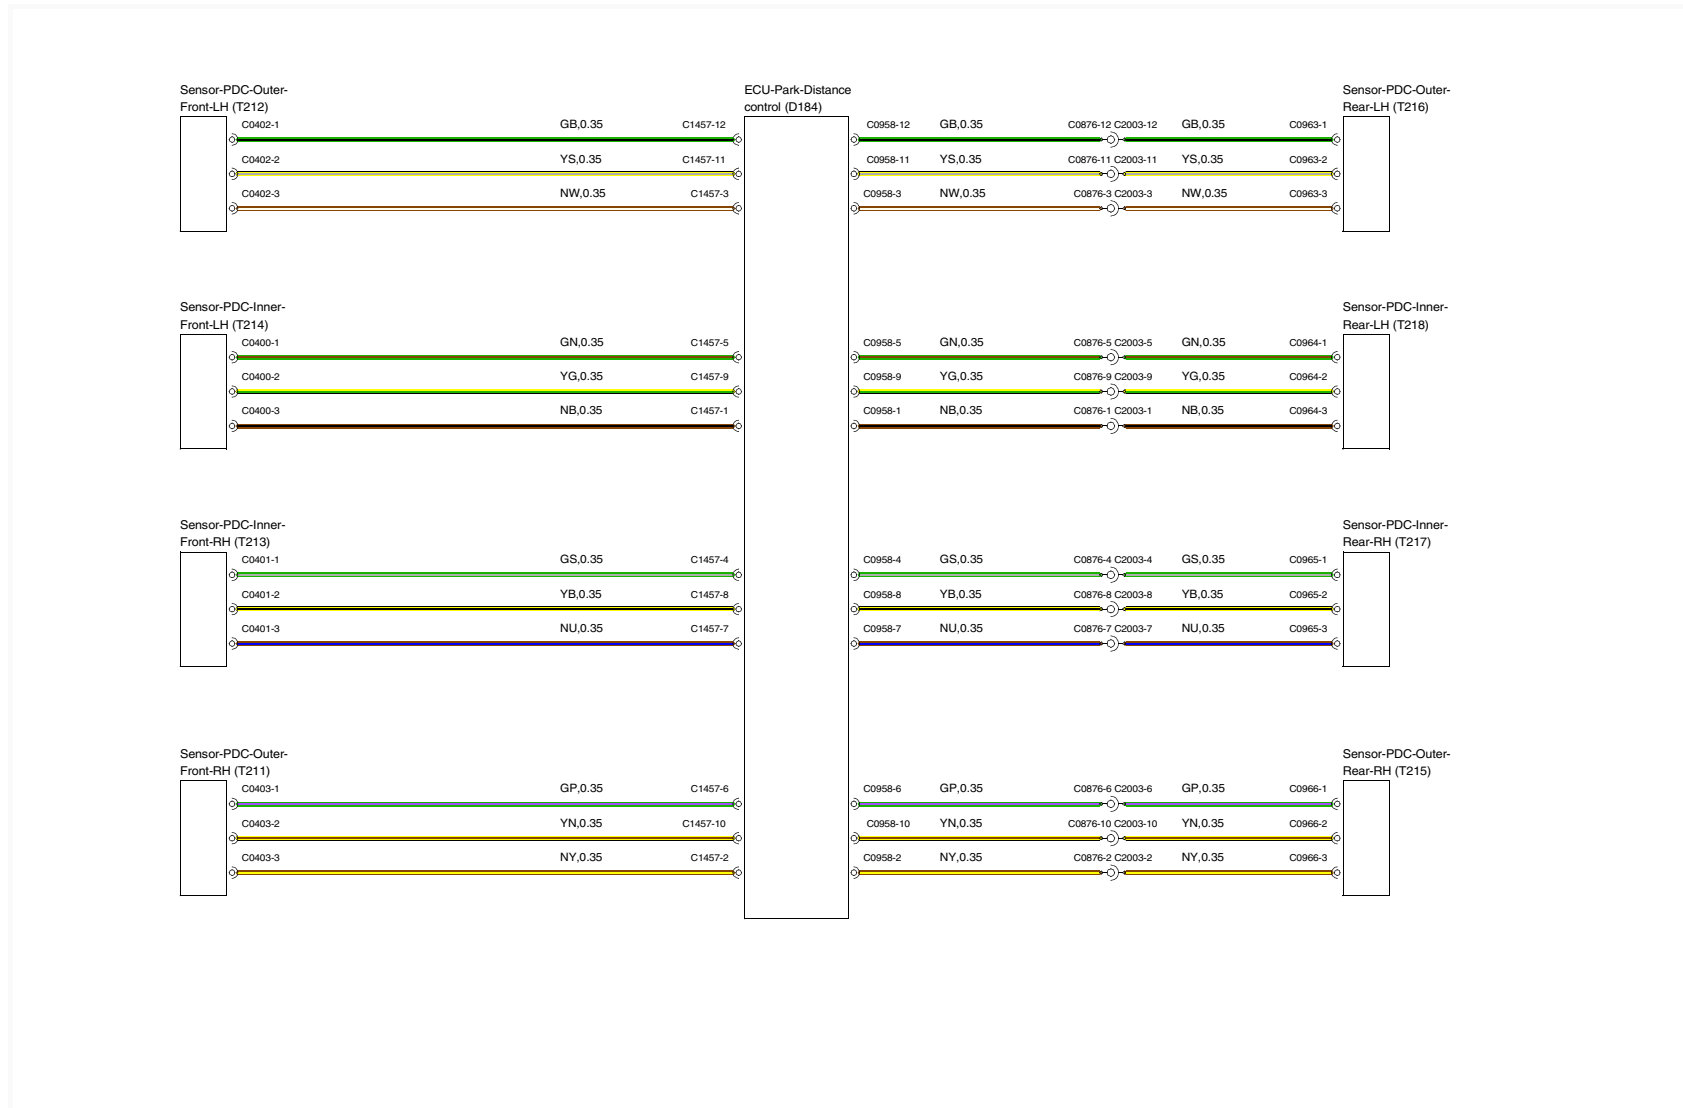 Sensor-PDC-Outer-
Front-LH (T212)
ECU-Park-Distance
control (D184)
Sensor-PDC-Outer-
Rear-LH (T216)
C0402-1 GB,0.35 C1457-12 C0958-12 GB,0.35 C0876-12 C2003-12 GB,0.35 C0963-1
C0402-2 YS,0.35 C1457-11 C0958-11 YS,0.35 C0876-11 C2003-11 YS,0.35 C0963-2
C0402-3 NW,0.35 C1457-3 C0958-3 NW,0.35 C0876-3 C2003-3 NW,0.35 C0963-3
Sensor-PDC-Inner-
Front-LH (T214)
Sensor-PDC-Inner-
Rear-LH (T218)
C0400-1 GN,0.35 C1457-5 C0958-5 GN,0.35 C0876-5 C2003-5 GN,0.35 C0964-1
C0400-2 YG,0.35 C1457-9 C0958-9 YG,0.35 C0876-9 C2003-9 YG,0.35 C0964-2
C0400-3 NB,0.35 C1457-1 C0958-1 NB,0.35 C0876-1 C2003-1 NB,0.35 C0964-3
Sensor-PDC-Inner-
Front-RH (T213)
Sensor-PDC-Inner-
Rear-RH (T217)
C0401-1 GS,0.35 C1457-4 C0958-4 GS,0.35 C0876-4 C2003-4 GS,0.35 C0965-1
C0401-2 YB,0.35 C1457-8 C0958-8 YB,0.35 C0876-8 C2003-8 YB,0.35 C0965-2
C0401-3 NU,0.35 C1457-7 C0958-7 NU,0.35 C0876-7 C2003-7 NU,0.35 C0965-3
Sensor-PDC-Outer-
Front-RH (T211)
Sensor-PDC-Outer-
Rear-RH (T215)
C0403-1 GP,0.35 C1457-6 C0958-6 GP,0.35 C0876-6 C2003-6 GP,0.35 C0966-1
C0403-2 YN,0.35 C1457-10 C0958-10 YN,0.35 C0876-10 C2003-10 YN,0.35 C0966-2
C0403-3 NY,0.35 C1457-2 C0958-2 NY,0.35 C0876-2 C2003-2 NY,0.35 C0966-3